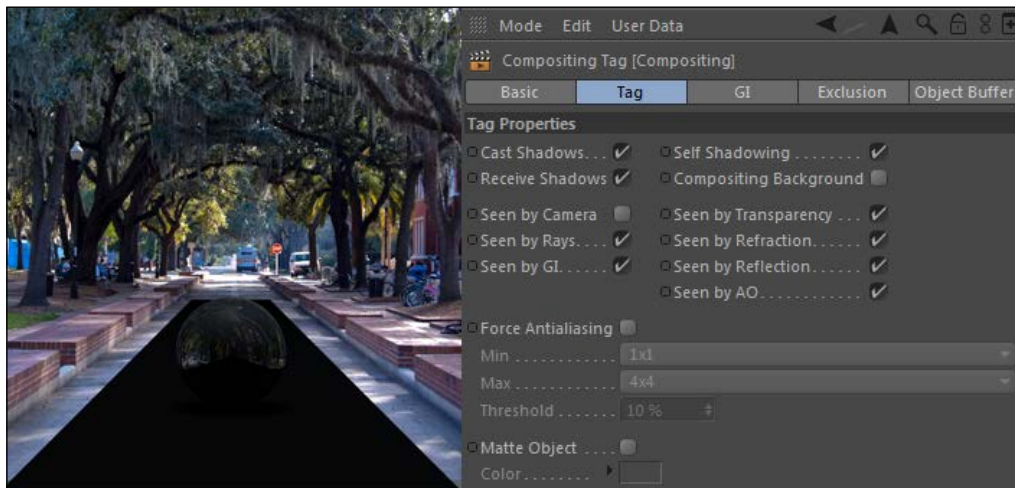 Mode Edit User Data
Compositing Tag [Compositing]
Basic Tag GI Exclusion Object Buffer
Tag Properties
Cast Shadows... Self Shadowing ........
Receive Shadows Compositing Background
Seen by Camera Seen by Transparency ...
Seen by Rays.... Seen by Refraction......
Seen by GI...... Seen by Reflection......
Seen by AO............
Force Antialiasing
Min ............ 1x1
Max ............ 4x4
Threshold ....... 10 %
Matte Object ....
Color........